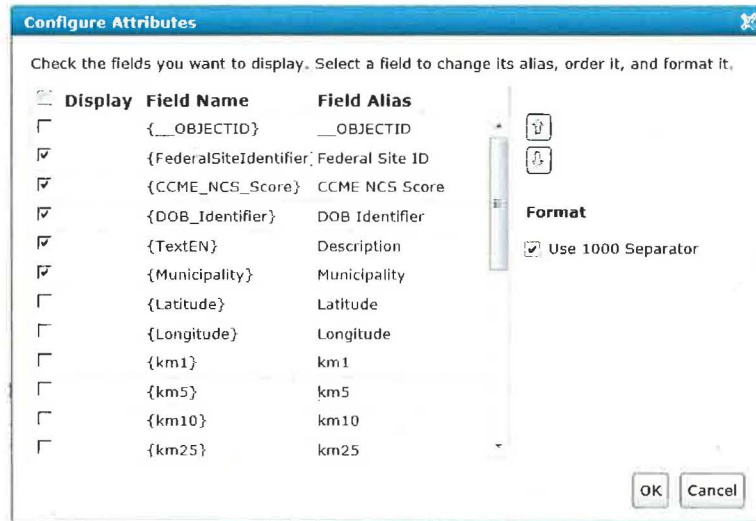 Configure Attributes
Check the fields you want to display. Select a field to change its alias, order it, and format it.
Display Field Name Field Alias
{__OBJECTID} __OBJECTID
{FederalSiteIdentifier} Federal Site ID
{CCME_NCS_Score} CCME NCS Score
{DOB_Identifier} DOB Identifier
Format
{TextEN} Description
Use 1000 Separator
{Municipality} Municipality
{Latitude} Latitude
{Longitude} Longitude
{km1} km1
{km5} km5
{km10} km10
{km25} km25
OK Cancel